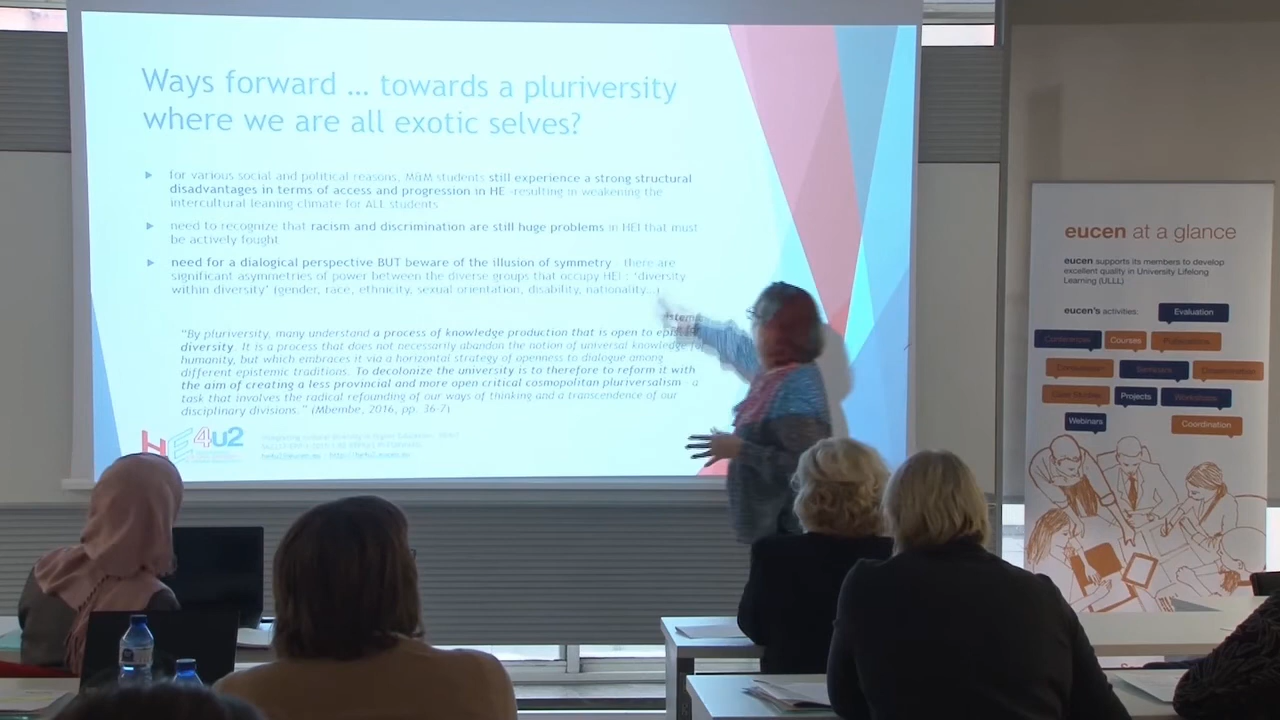 Ways forward … towards a pluriversity
where we are all exotic selves?
for various social and political reasons, M&M students still experience a strong structural
disadvantages in terms of access and progression in HE -resulting in weakening the
intercultural leaning climate for ALL students
need to recognize that racism and discrimination are still huge problems in HEI that must
be actively fought
need for a dialogical perspective BUT beware of the illusion of symmetry - there are
significant asymmetries of power between the diverse groups that occupy HEI : 'diversity
within diversity' (gender, race, ethnicity, sexual orientation, disability, nationality…)
"By pluriversity, many understand a process of knowledge production that is open to
diversity. It is a process that does not necessarily abandon the notion of universal knowledge
humanity, but which embraces it via a horizontal strategy of openness to dialogue among
different epistemic traditions. To decolonize the university is to therefore to reform it with
the aim of creating a less provincial and more open critical cosmopolitan pluriversalism - a
task that involves the radical refounding of our ways of thinking and a transcendence of our
disciplinary divisions." (Mbembe, 2016, pp. 36-7)
HE4u2
eucen at a glance
eucen supports its members to develop
excellent quality in University Lifelong
Learning (ULLL)
eucen's activities:
Evaluation
Conferences
Courses
Publications
Seminars
Dissemination
Projects
Workshops
Webinars
Coordination